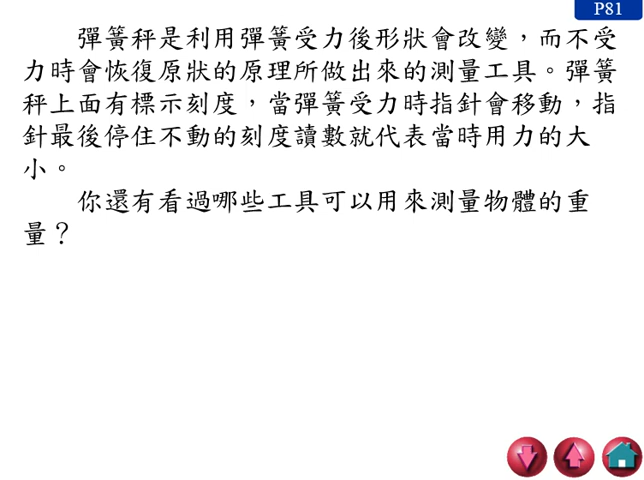 P81
彈簧秤是利用彈簧受力後形狀會改變，而不受
力時會恢復原狀的原理所做出來的測量工具。彈簧
秤上面有標示刻度，當彈簧受力時指針會移動，指
針最後停住不動的刻度讀數就代表當時用力的大
小。
你還有看過哪些工具可以用來測量物體的重
量？